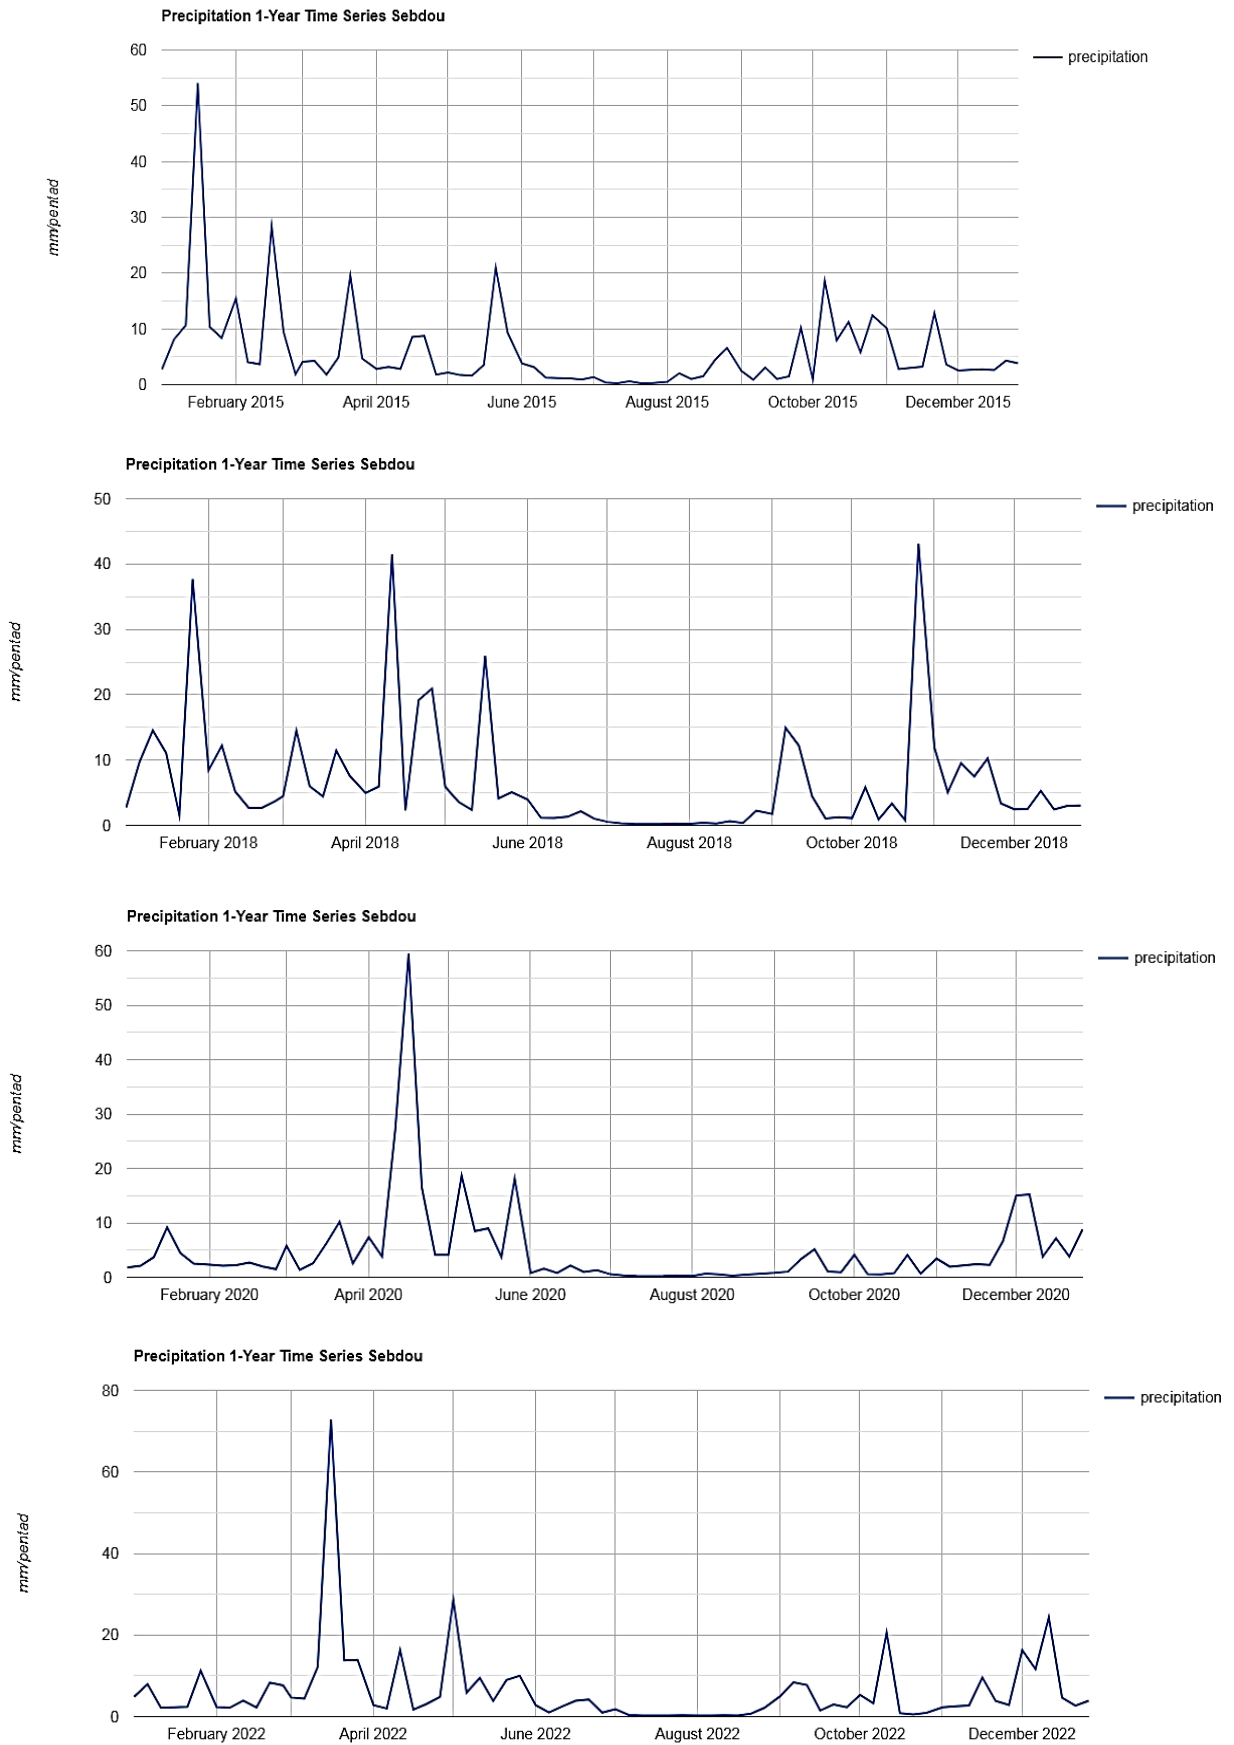 Precipitation 1-Year Time Series Sebdou
60
precipitation
50
40
mm/pentad
30
20
10
0
February 2015 April 2015 June 2015 August 2015 October 2015 December 2015
Precipitation 1-Year Time Series Sebdou
50
precipitation
40
30
mm/pentad
20
10
0
February 2018 April 2018 June 2018 August 2018 October 2018 December 2018
Precipitation 1-Year Time Series Sebdou
60
precipitation
50
40
mm/pentad
30
20
10
0
February 2020 April 2020 June 2020 August 2020 October 2020 December 2020
Precipitation 1-Year Time Series Sebdou
80
precipitation
60
mm/pentad
40
20
0
February 2022 April 2022 June 2022 August 2022 October 2022 December 2022